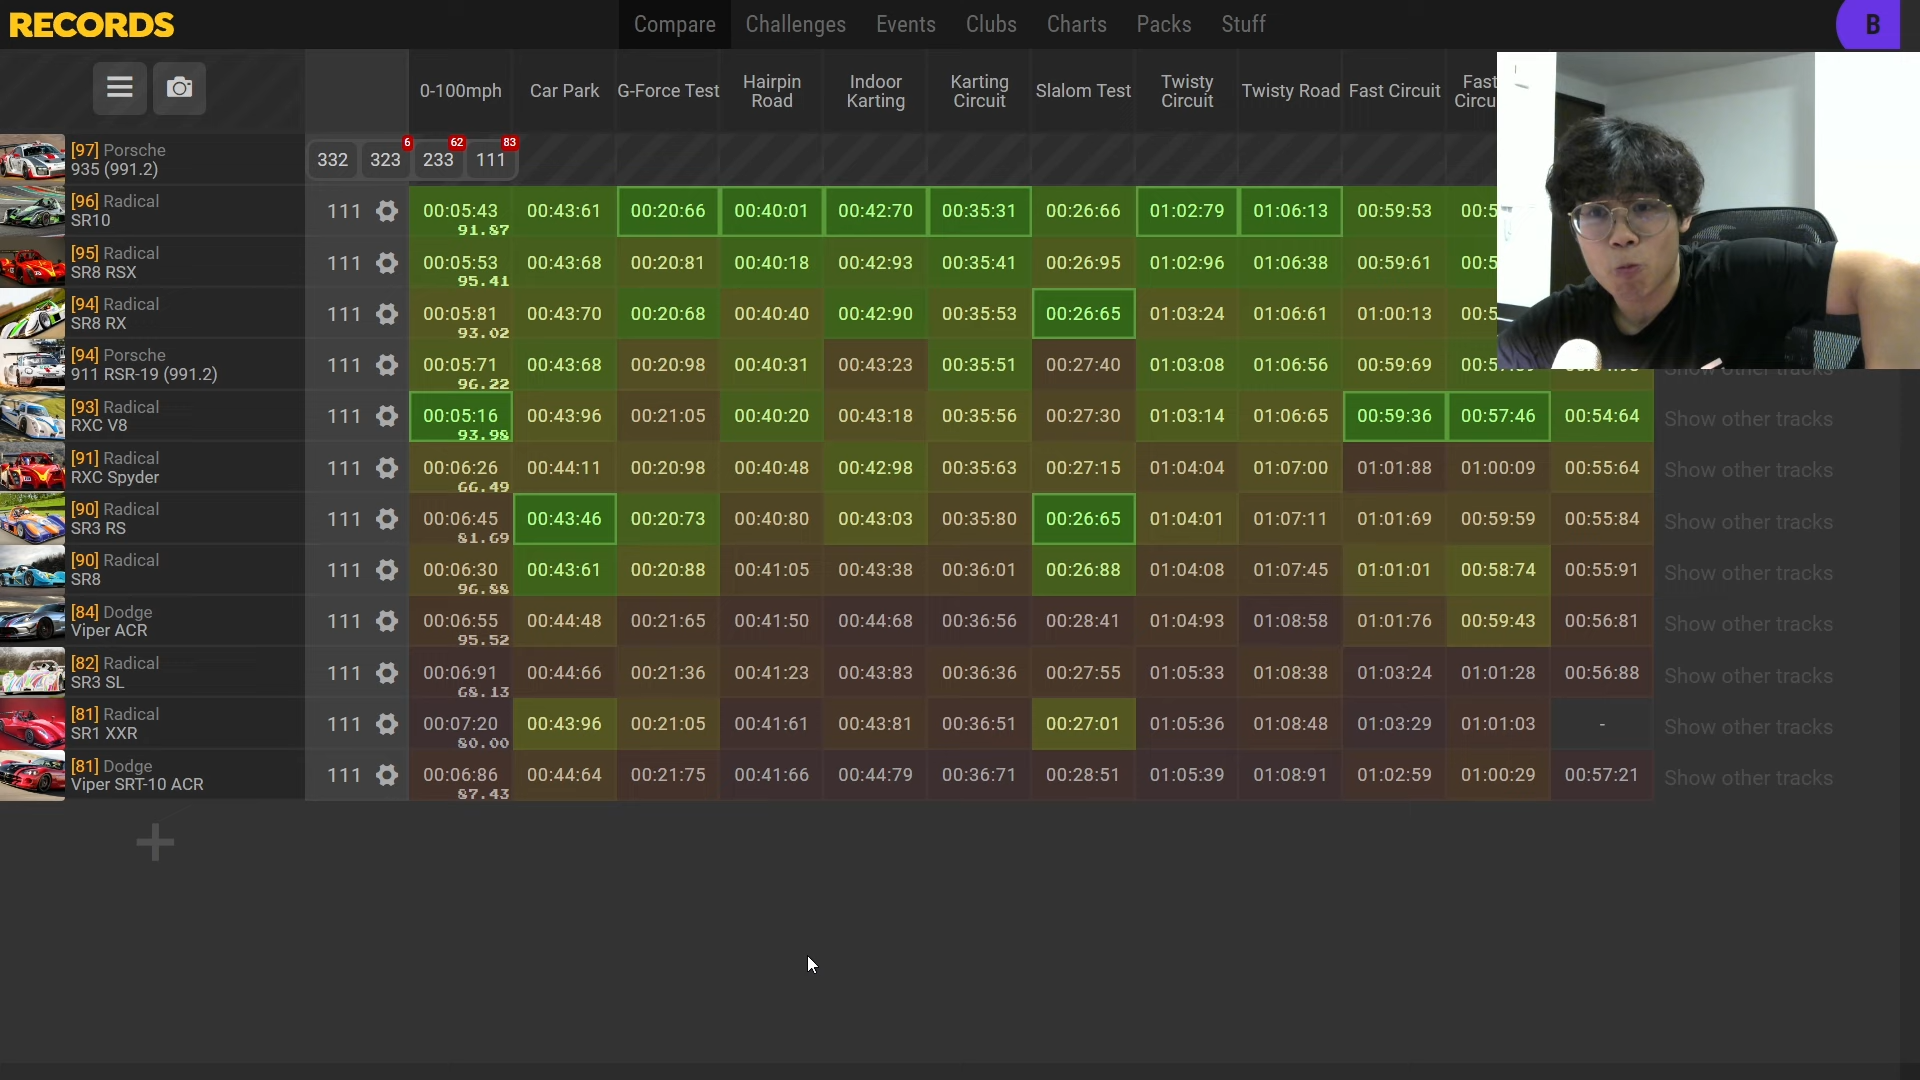 RECORDS
Compare Challenges Events Clubs Charts Packs Stuff
B
0-100mph Car Park G-Force Test Hairpin Road Indoor Karting Karting Circuit Slalom Test Twisty Circuit Twisty Road Fast Circuit Fast
[97] Porsche
935 (991.2)
332 323 6 233 62 111 83
[96] Radical
SR10
111 00:05:43 00:43:61 00:20:66 00:40:01 00:42:70 00:35:31 00:26:66 01:02:79 01:06:13 00:59:53
91.87
[95] Radical
SR8 RSX
111 00:05:53 00:43:68 00:20:81 00:40:18 00:42:93 00:35:41 00:26:95 01:02:96 01:06:38 00:59:61
95.41
[94] Radical
SR8 RX
111 00:05:81 00:43:70 00:20:68 00:40:40 00:42:90 00:35:53 00:26:65 01:03:24 01:06:61 01:00:13
93.02
[94] Porsche
911 RSR-19 (991.2)
111 00:05:71 00:43:68 00:20:98 00:40:31 00:43:23 00:35:51 00:27:40 01:03:08 01:06:56 00:59:69
96.22
Show other tracks
[93] Radical
RXC V8
111 00:05:16 00:43:96 00:21:05 00:40:20 00:43:18 00:35:56 00:27:30 01:03:14 01:06:65 00:59:36 00:57:46 00:54:64 Show other tracks
93.98
[91] Radical
RXC Spyder
111 00:06:26 00:44:11 00:20:98 00:40:48 00:42:98 00:35:63 00:27:15 01:04:04 01:07:00 01:01:88 01:00:09 00:55:64 Show other tracks
66.49
[90] Radical
SR3 RS
111 00:06:45 00:43:46 00:20:73 00:40:80 00:43:03 00:35:80 00:26:65 01:04:01 01:07:11 01:01:69 00:59:59 00:55:84 Show other tracks
81.69
[90] Radical
SR8
111 00:06:30 00:43:61 00:20:88 00:41:05 00:43:38 00:36:01 00:26:88 01:04:08 01:07:45 01:01:01 00:58:74 00:55:91 Show other tracks
96.88
[84] Dodge
Viper ACR
111 00:06:55 00:44:48 00:21:65 00:41:50 00:44:68 00:36:56 00:28:41 01:04:93 01:08:58 01:01:76 00:59:43 00:56:81 Show other tracks
95.52
[82] Radical
SR3 SL
111 00:06:91 00:44:66 00:21:36 00:41:23 00:43:83 00:36:36 00:27:55 01:05:33 01:08:38 01:03:24 01:01:28 00:56:88 Show other tracks
68.13
[81] Radical
SR1 XXR
111 00:07:20 00:43:96 00:21:05 00:41:61 00:43:81 00:36:51 00:27:01 01:05:36 01:08:48 01:03:29 01:01:03 - Show other tracks
80.00
[81] Dodge
Viper SRT-10 ACR
111 00:06:86 00:44:64 00:21:75 00:41:66 00:44:79 00:36:71 00:28:51 01:05:39 01:08:91 01:02:59 01:00:29 00:57:21 Show other tracks
87.43